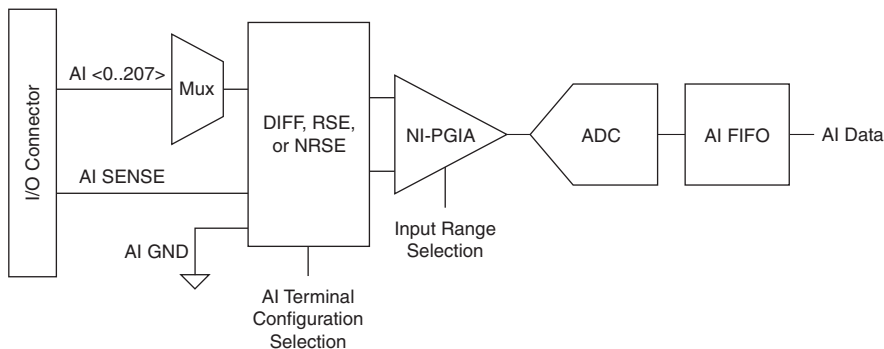 I/O Connector
AI <0..207>
Mux
AI SENSE
AI GND
DIFF, RSE,
or NRSE
AI Terminal
Configuration
Selection
NI-PGIA
Input Range
Selection
ADC
AI FIFO
AI Data